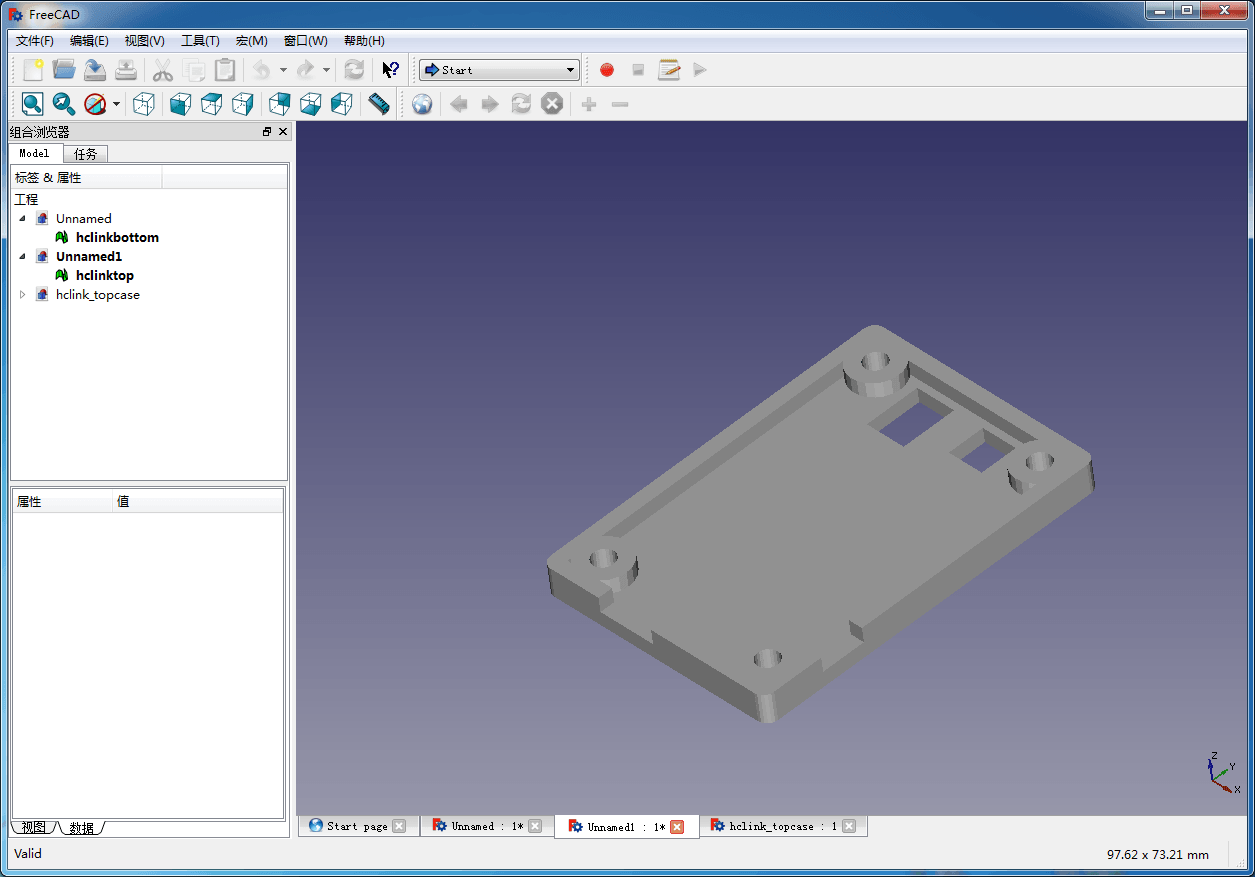 FreeCAD
文件(F) 编辑(E) 视图(V) 工具(T) 宏(M) 窗口(W) 帮助(H)
Start
组合浏览器
Model 任务
标签 & 属性
工程
Unnamed
hclinkbottom
Unnamed1
hclinktop
hclink_topcase
属性 值
Z
Y
X
视图 数据
Start page Unnamed : 1* Unnamed1 : 1* hclink_topcase : 1
Valid 97.62 x 73.21 mm